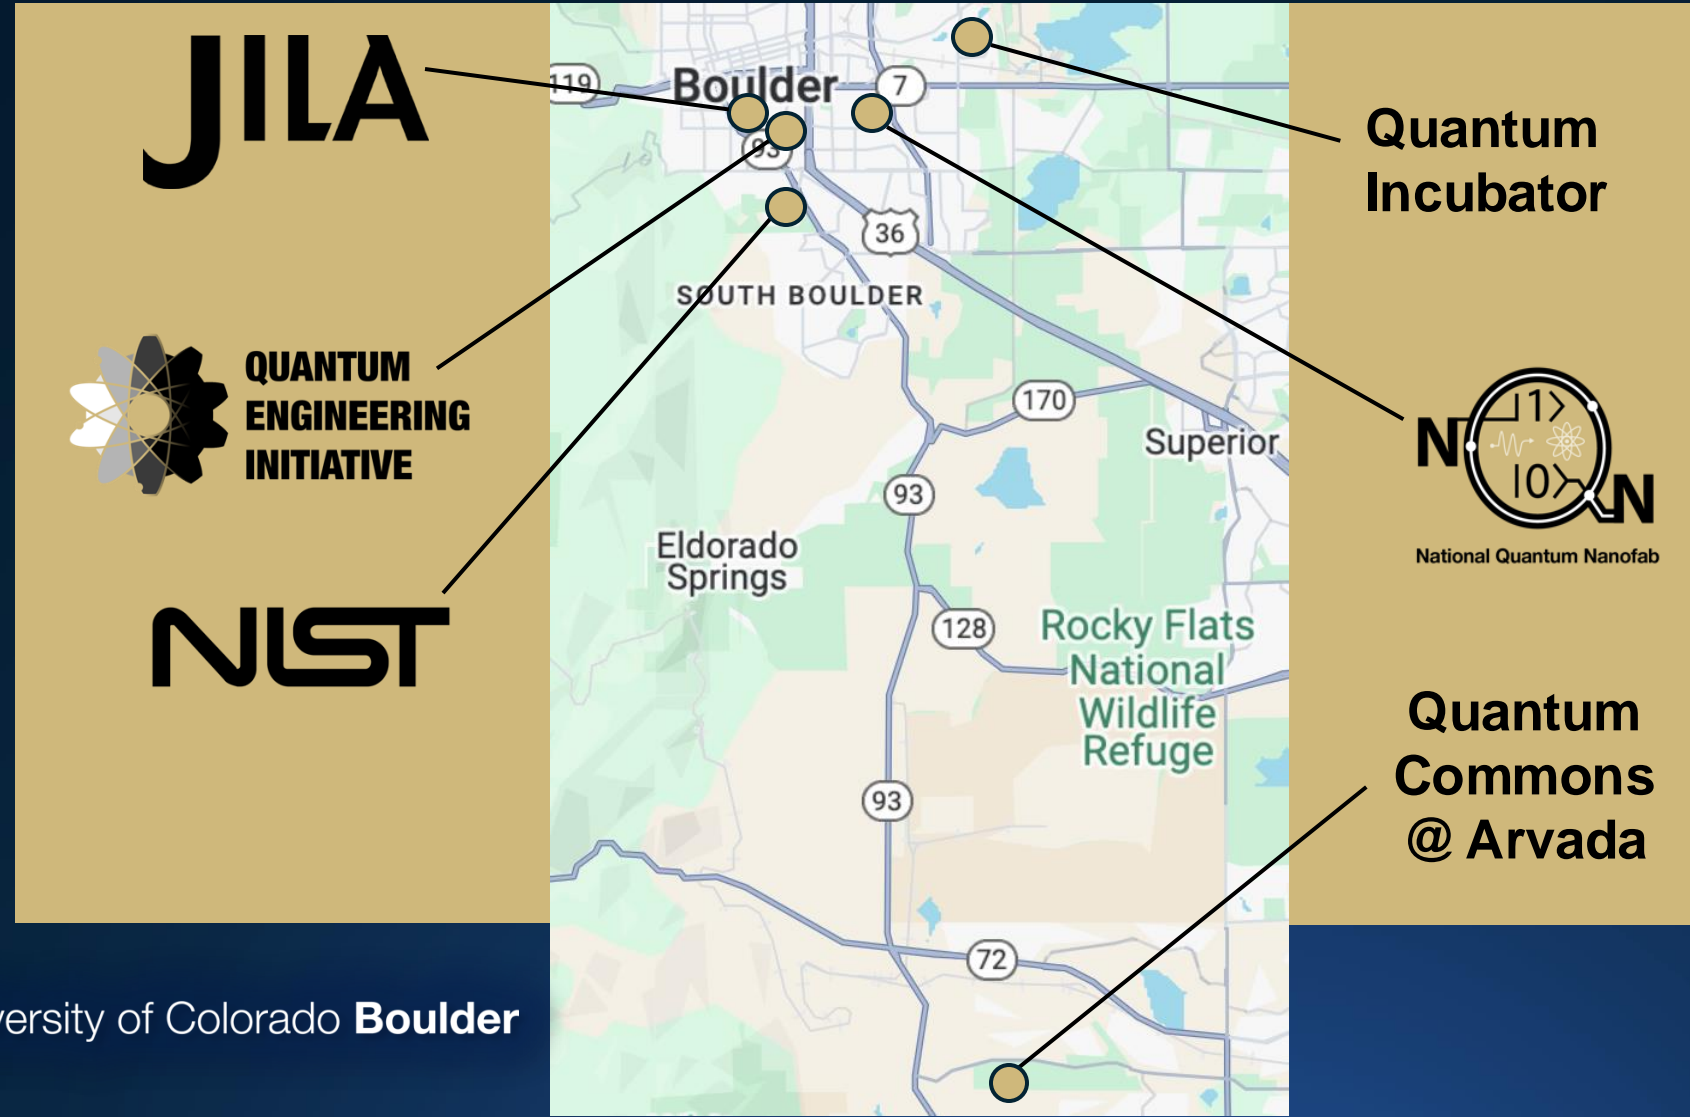 JILA
QUANTUM
ENGINEERING
INITIATIVE
NIST
119
Boulder
7
93
36
SOUTH BOULDER
170
Superior
93
Eldorado
Springs
128
Rocky Flats
National
Wildlife
Refuge
93
72
Quantum
Incubator
N
|1>
|0>
N
National Quantum Nanofab
Quantum
Commons
@ Arvada
of Colorado Boulder